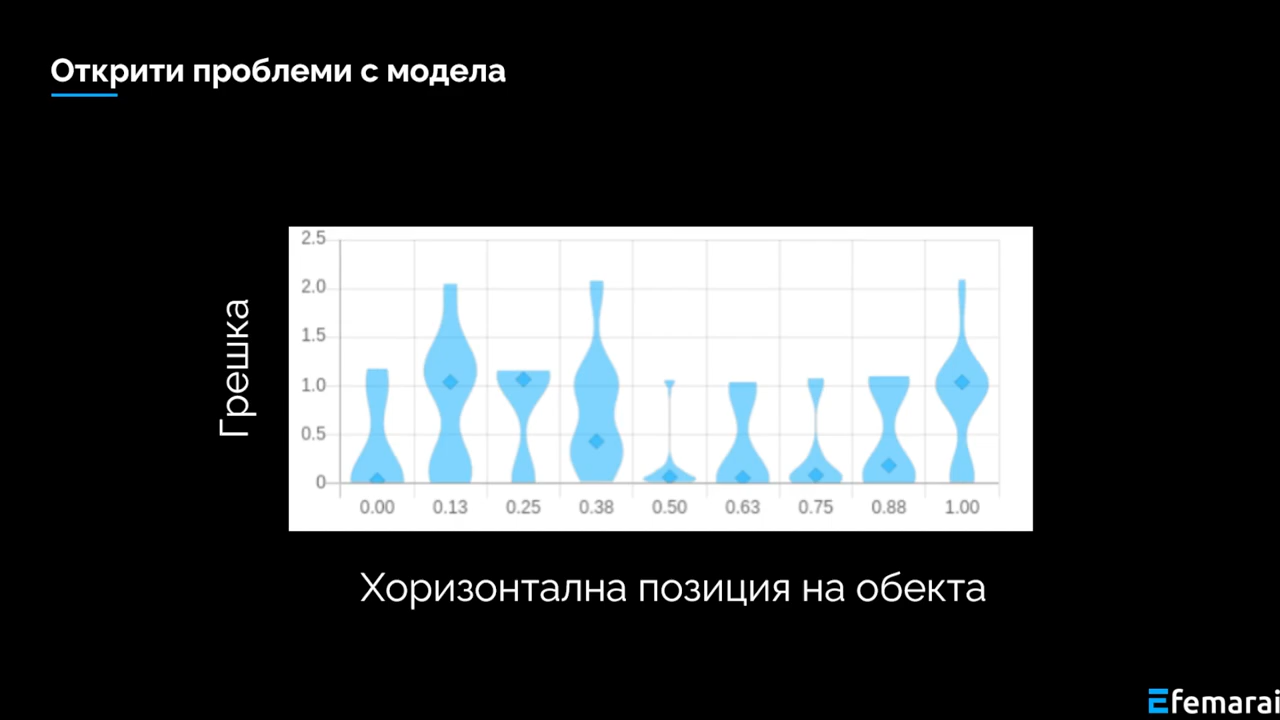 Открити проблеми с модела
Грешка
2.5
2.0
1.5
1.0
0.5
0
0.00 0.13 0.25 0.38 0.50 0.63 0.75 0.88 1.00
Хоризонтална позиция на обекта
Efemarai